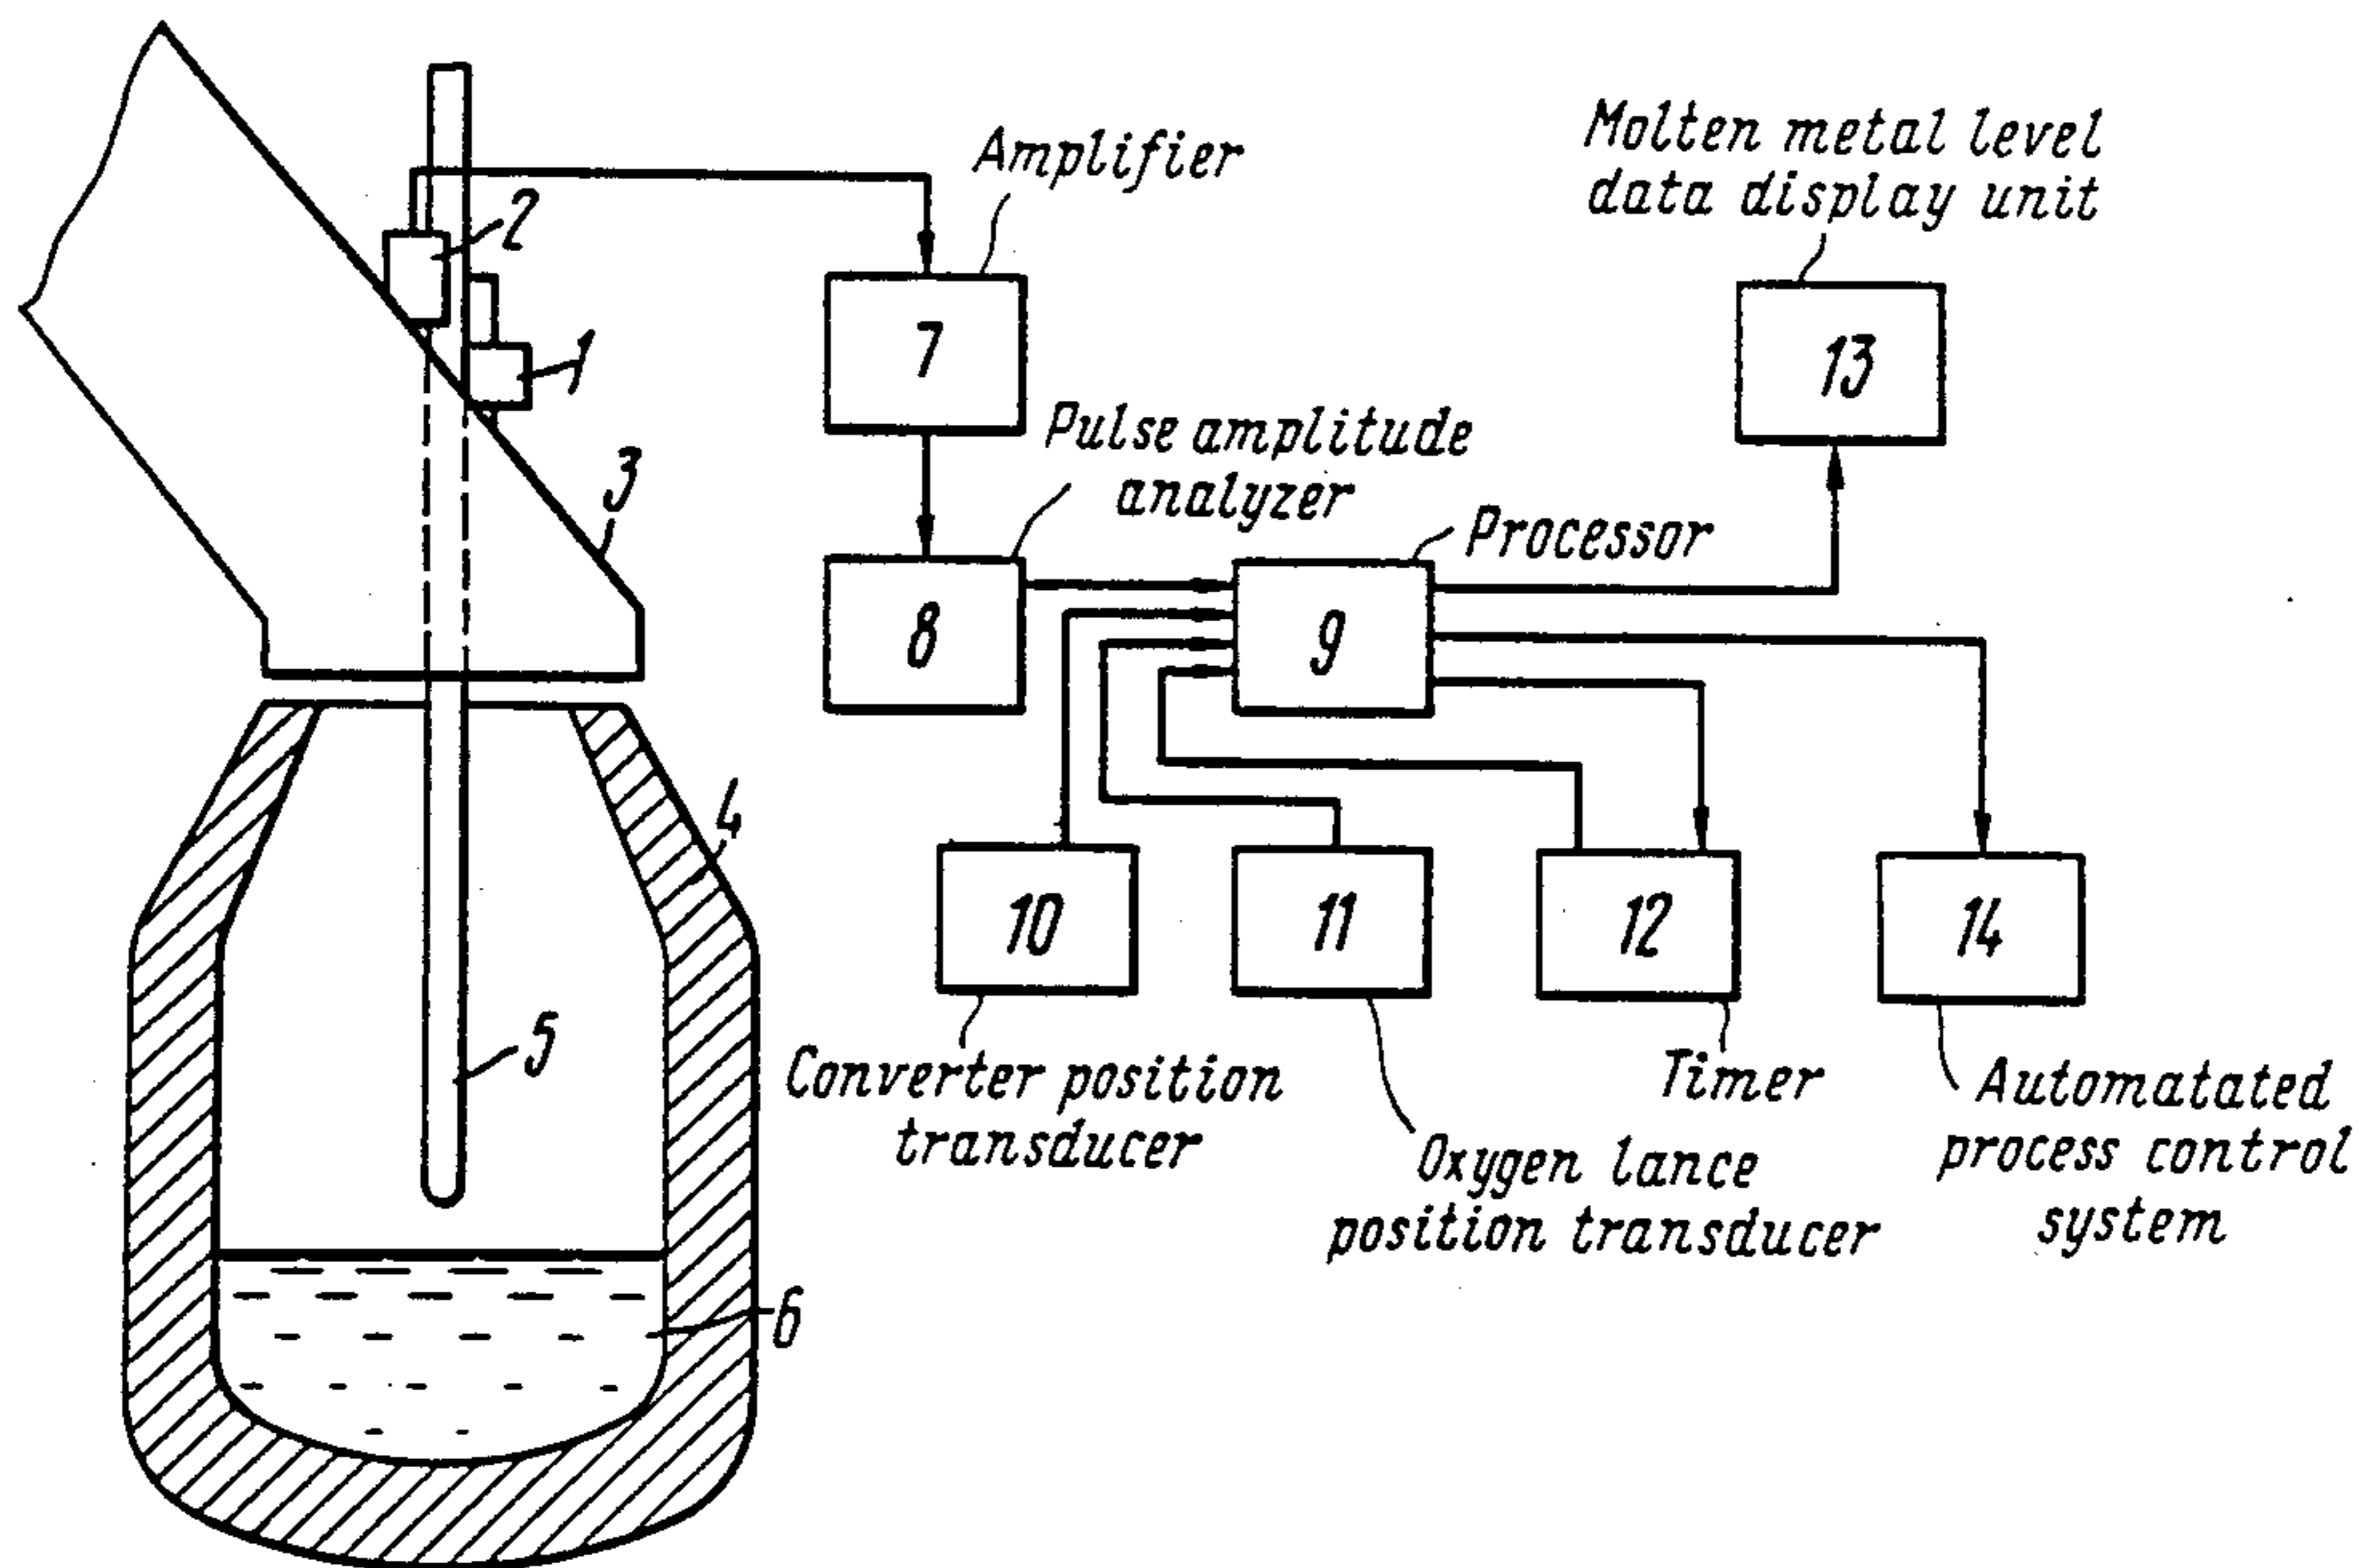 Amplifier
Molten metal level
data display unit
2
1
7
13
Pulse amplitude
analyzer
3
Processor
8
9
4
10
11
12
14
5
Converter position
transducer
Timer
Automatated
process control
system
Oxygen lance
position transducer
6